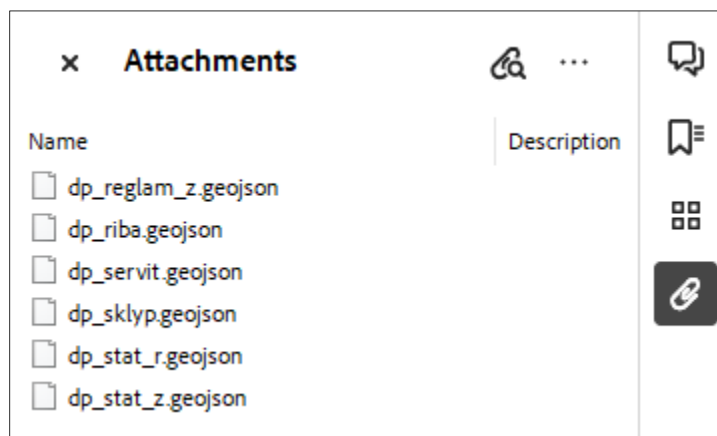 Attachments
Name Description
dp_reglam_z.geojson
dp_riba.geojson
dp_servit.geojson
dp_sklyp.geojson
dp_stat_r.geojson
dp_stat_z.geojson